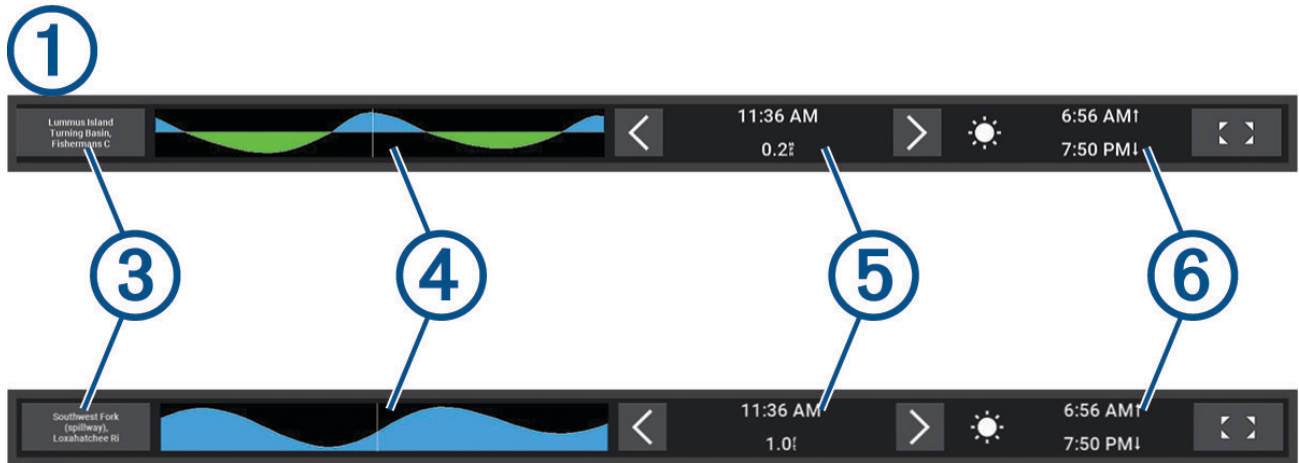 1
Lummus Island
Turning Basin,
Fishermans C
11:36 AM
0.2
6:56 AM↑
7:50 PM↓
3
4
5
6
Southwest Fork
(spillway),
Loxahatchee Ri
11:36 AM
1.0
6:56 AM↑
7:50 PM↓